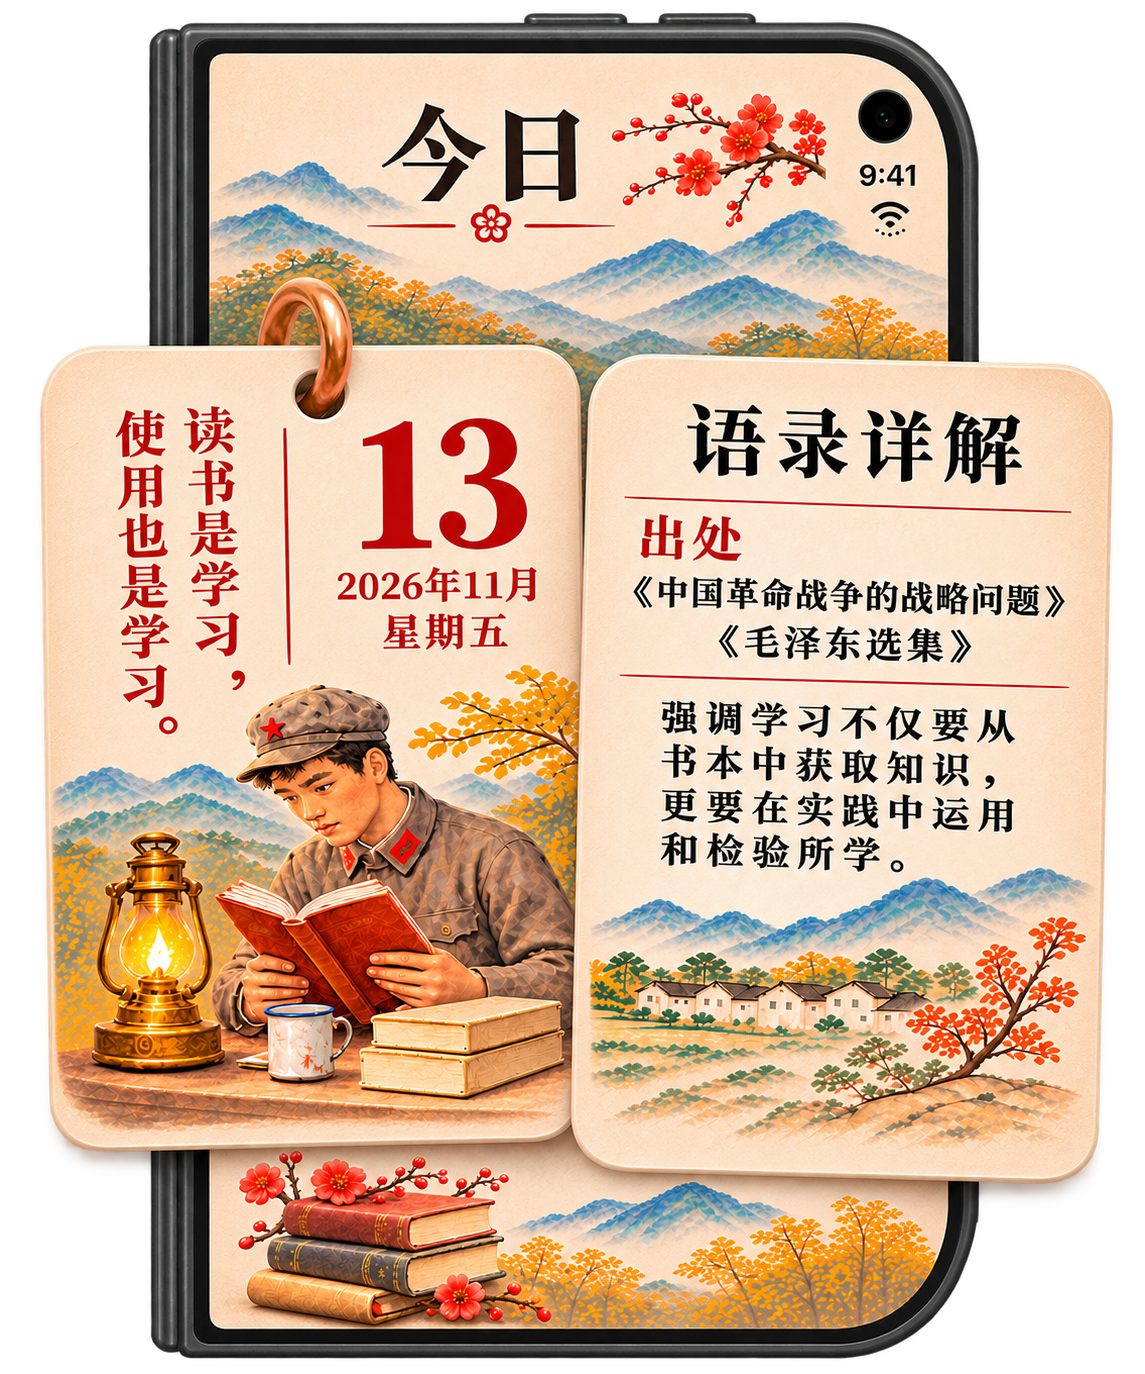 今日
9:41
读书是学习，
使用也是学习。
13
2026年11月
星期五
语录详解
出处
《中国革命战争的战略问题》
《毛泽东选集》
强调学习不仅要从
书本中获取知识，
更要在实践中运用
和检验所学。